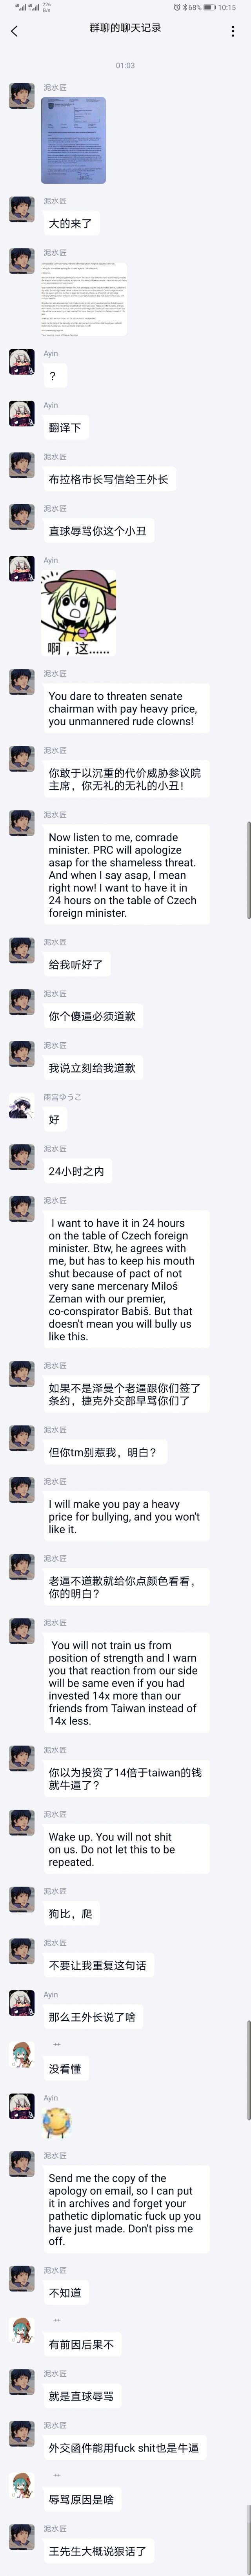 226
B/s
68%
10:15
群聊的聊天记录
01:03
泥水匠
泥水匠
大的来了
泥水匠
Ayin
?
Ayin
翻译下
泥水匠
布拉格市长写信给王外长
泥水匠
直球辱骂你这个小丑
Ayin
啊，这......
泥水匠
You dare to threaten senate
chairman with pay heavy price,
you unmannered rude clowns!
泥水匠
你敢于以沉重的代价威胁参议院
主席，你无礼的无礼的小丑！
泥水匠
Now listen to me, comrade
minister. PRC will apologize
asap for the shameless threat.
And when I say asap, I mean
right now! I want to have it in
24 hours on the table of Czech
foreign minister.
泥水匠
给我听好了
泥水匠
你个傻逼必须道歉
泥水匠
我说立刻给我道歉
雨宫ゆうこ
好
泥水匠
24小时之内
泥水匠
I want to have it in 24 hours
on the table of Czech foreign
minister. Btw, he agrees with
me, but has to keep his mouth
shut because of pact of not
very sane mercenary Miloš
Zeman with our premier,
co-conspirator Babiš. But that
doesn't mean you will bully us
like this.
泥水匠
如果不是泽曼个老逼跟你们签了
条约，捷克外交部早骂你们了
泥水匠
但你tm别惹我，明白？
泥水匠
I will make you pay a heavy
price for bullying, and you won't
like it.
泥水匠
老逼不道歉就给你点颜色看看，
你的明白？
泥水匠
You will not train us from
position of strength and I warn
you that reaction from our side
will be same even if you had
invested 14x more than our
friends from Taiwan instead of
14x less.
泥水匠
你以为投资了14倍于taiwan的钱
就牛逼了？
泥水匠
Wake up. You will not shit
on us. Do not let this to be
repeated.
泥水匠
狗比，爬
泥水匠
不要让我重复这句话
Ayin
那么王外长说了啥
没看懂
Ayin
泥水匠
Send me the copy of the
apology on email, so I can put
it in archives and forget your
pathetic diplomatic fuck up you
have just made. Don't piss me
off.
泥水匠
不知道
有前因后果不
泥水匠
就是直球辱骂
泥水匠
外交函件能用fuck shit也是牛逼
辱骂原因是啥
泥水匠
王先生大概说狠话了